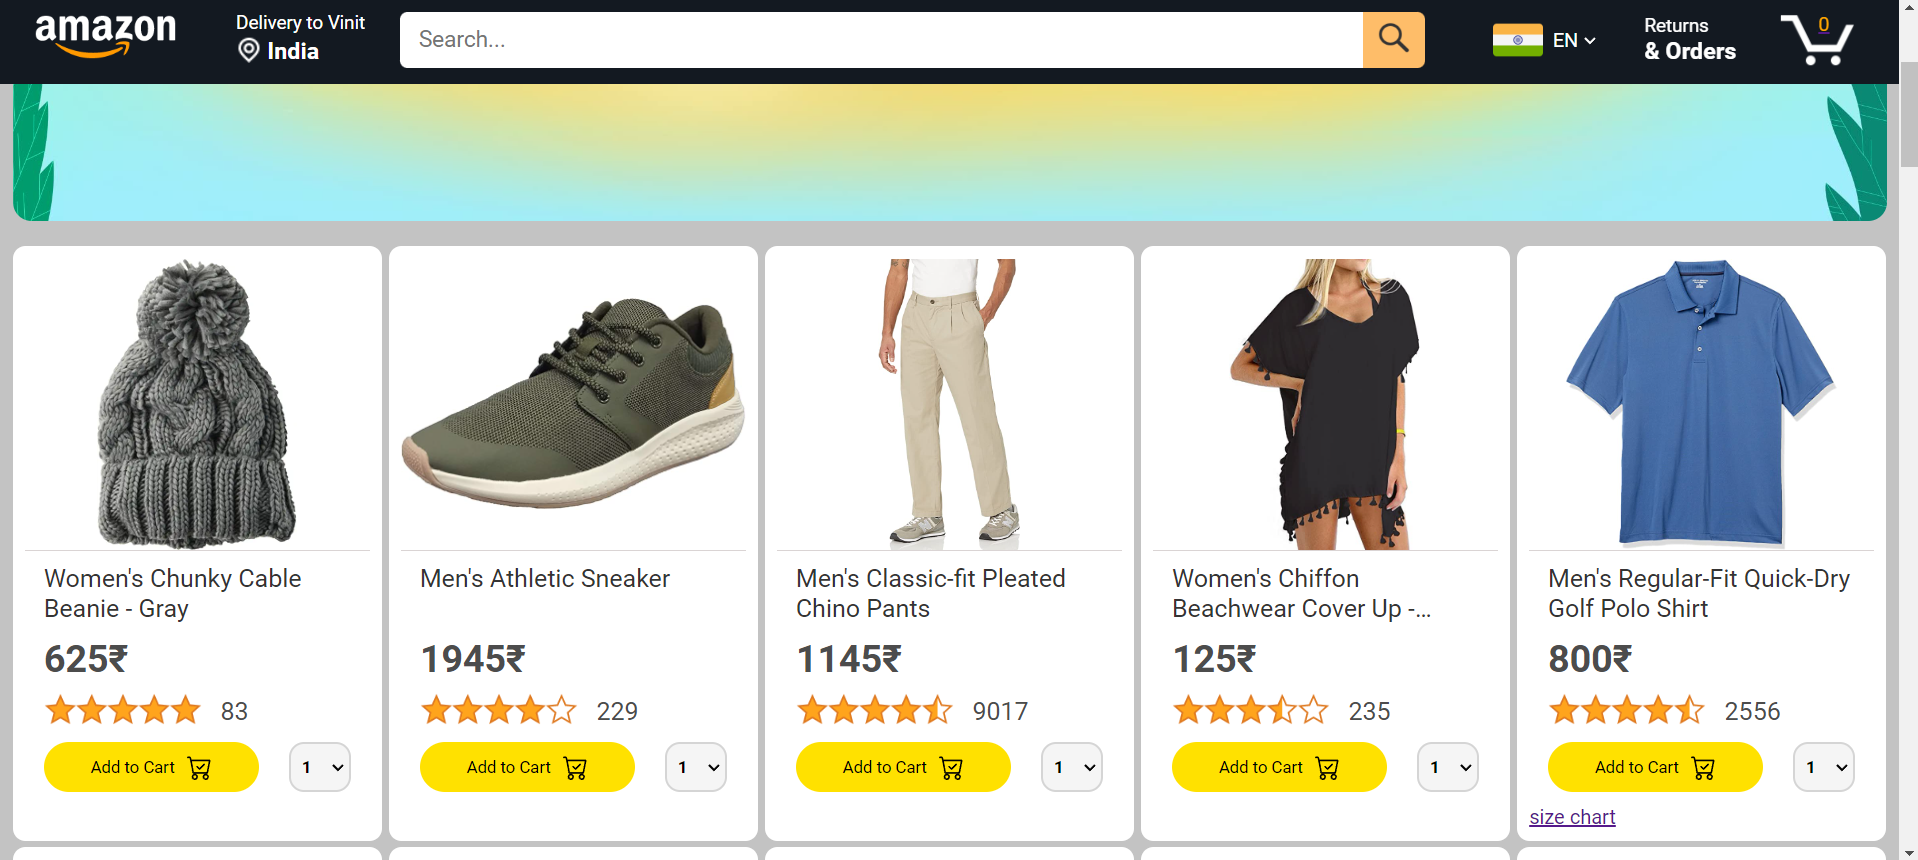 amazon
Delivery to Vinit
India
Search...
EN
Returns
& Orders
0
Women's Chunky Cable
Beanie - Gray
625₹
83
Add to Cart
1
Men's Athletic Sneaker
1945₹
229
Add to Cart
1
Men's Classic-fit Pleated
Chino Pants
1145₹
9017
Add to Cart
1
Women's Chiffon
Beachwear Cover Up -...
125₹
235
Add to Cart
1
Men's Regular-Fit Quick-Dry
Golf Polo Shirt
800₹
2556
Add to Cart
1
size chart